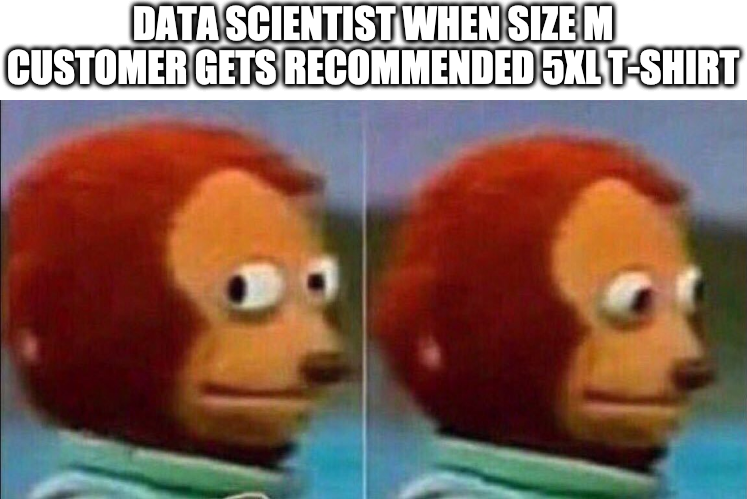 DATA SCIENTIST WHEN SIZE M
CUSTOMER GETS RECOMMENDED 5XL T-SHIRT